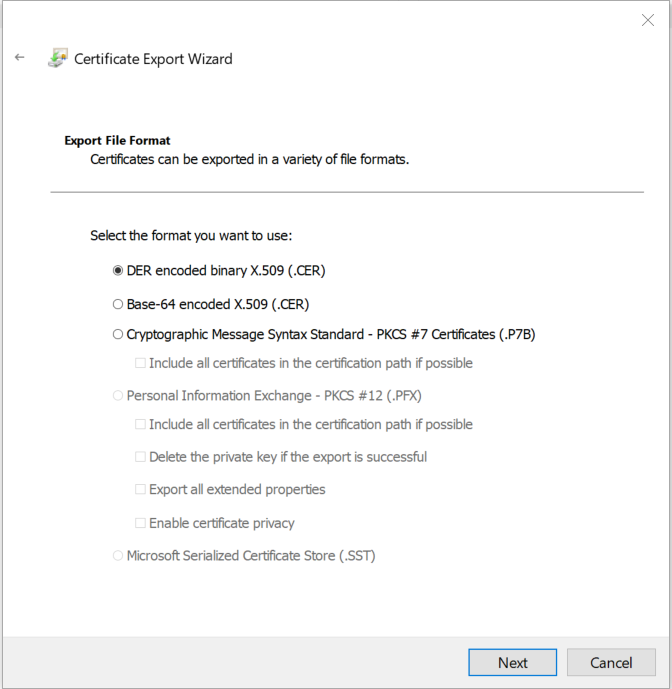 Certificate Export Wizard
Export File Format
Certificates can be exported in a variety of file formats.
Select the format you want to use:
DER encoded binary X.509 (.CER)
Base-64 encoded X.509 (.CER)
Cryptographic Message Syntax Standard - PKCS #7 Certificates (.P7B)
Include all certificates in the certification path if possible
Personal Information Exchange - PKCS #12 (.PFX)
Include all certificates in the certification path if possible
Delete the private key if the export is successful
Export all extended properties
Enable certificate privacy
Microsoft Serialized Certificate Store (.SST)
Next Cancel